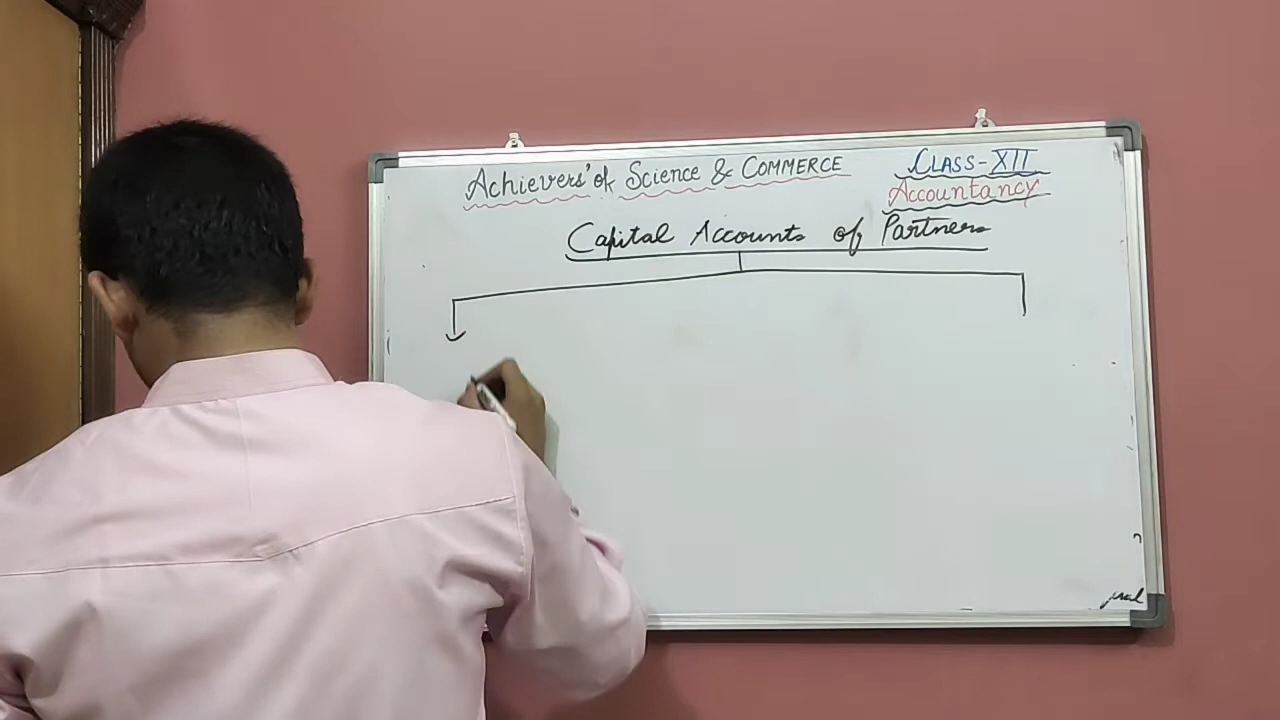 Achievers' of Science & COMMERCE
CLASS-XII
Accountancy
Capital Accounts of Partners